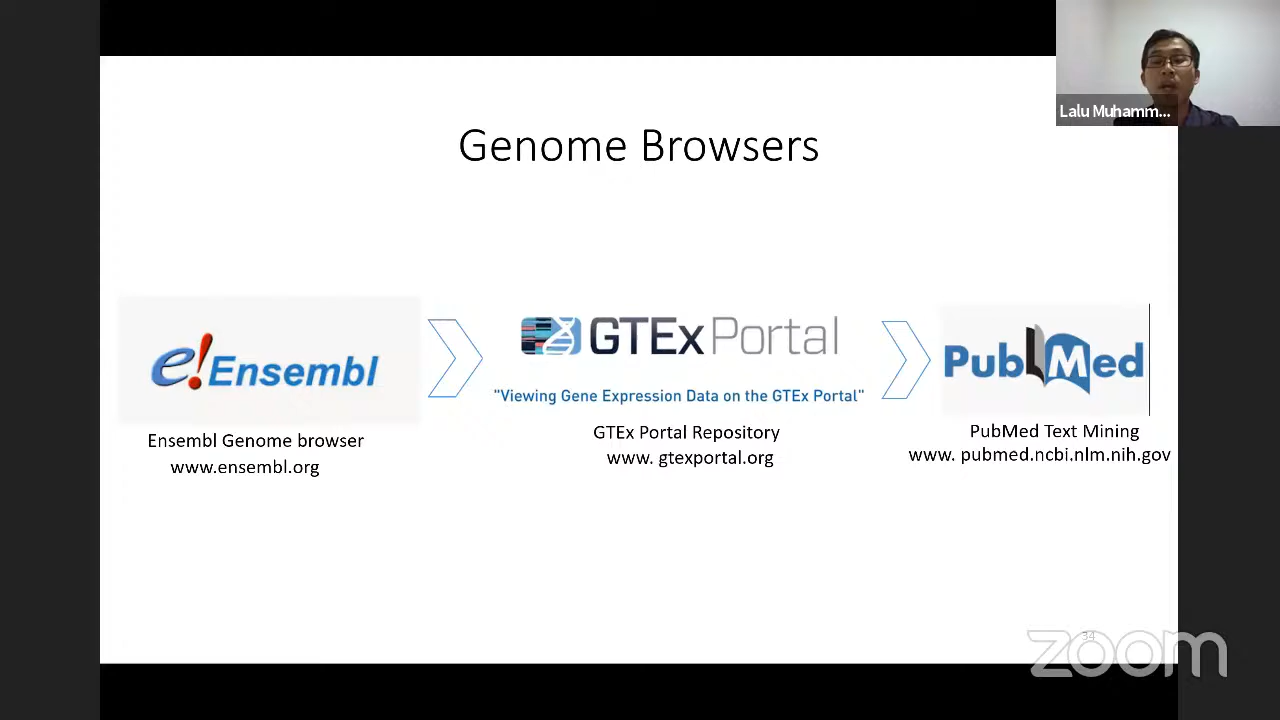 Lalu Muhamm...
Genome Browsers
e!Ensembl
GTEx Portal
"Viewing Gene Expression Data on the GTEx Portal"
PubMed
Ensembl Genome browser
www.ensembl.org
GTEx Portal Repository
www. gtexportal.org
PubMed Text Mining
www. pubmed.ncbi.nlm.nih.gov
34
zoom